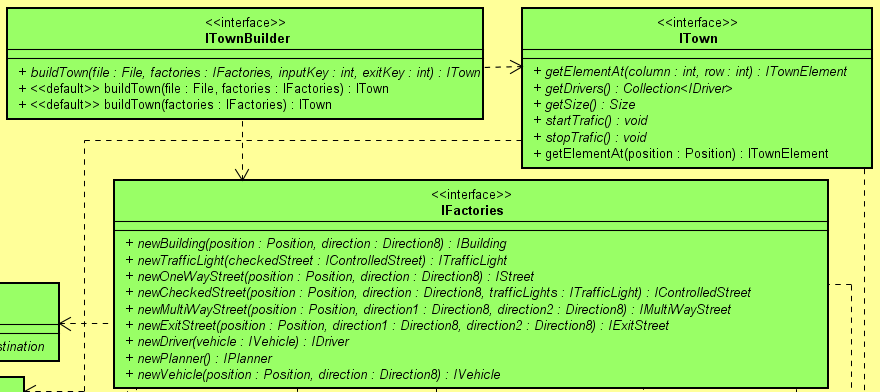 <<interface>>
ITownBuilder
+ buildTown(file : File, factories : IFactories, inputKey : int, exitKey : int) : ITown
+ <<default>> buildTown(file : File, factories : IFactories) : ITown
+ <<default>> buildTown(factories : IFactories) : ITown
<<interface>>
ITown
+ getElementAt(column : int, row : int) : ITownElement
+ getDrivers() : Collection<IDriver>
+ getSize() : Size
+ startTrafic() : void
+ stopTrafic() : void
+ getElementAt(position : Position) : ITownElement
<<interface>>
IFactories
+ newBuilding(position : Position, direction : Direction8) : IBuilding
+ newTrafficLight(checkedStreet : IControlledStreet) : ITrafficLight
+ newOneWayStreet(position : Position, direction : Direction8) : IStreet
+ newCheckedStreet(position : Position, direction : Direction8, trafficLights : ITrafficLight) : IControlledStreet
+ newMultiWayStreet(position : Position, direction1 : Direction8, direction2 : Direction8) : IMultiWayStreet
+ newExitStreet(position : Position, direction1 : Direction8, direction2 : Direction8) : IExitStreet
+ newDriver(vehicle : IVehicle) : IDriver
+ newPlanner() : IPlanner
+ newVehicle(position : Position, direction : Direction8) : IVehicle
stination